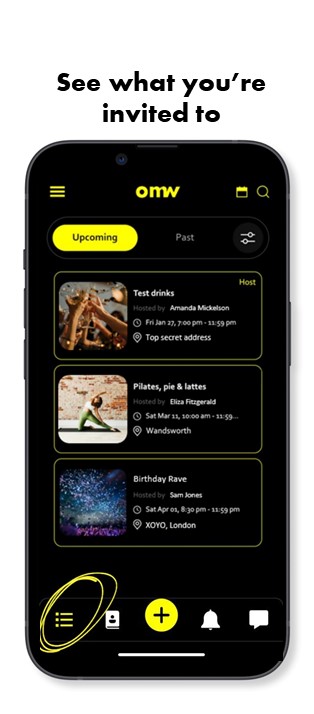 See what you're
invited to
omw
Upcoming
Past
Host
Test drinks
Hosted by Amanda Mickelson
Fri Jan 27, 7:00 pm - 11:59 pm
Top secret address
Pilates, pie & lattes
Hosted by Eliza Fitzgerald
Sat Mar 11, 10:00 am - 11:59...
Wandsworth
Birthday Rave
Hosted by Sam Jones
Sat Apr 01, 8:30 pm - 11:59 pm
XOYO, London